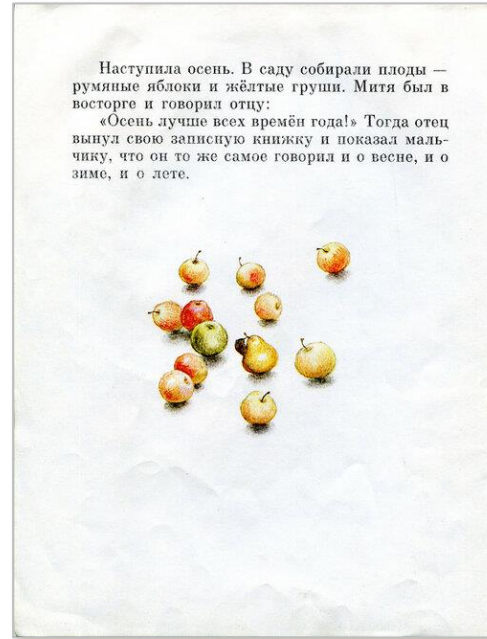 Наступила осень. В саду собирали плоды —
румяные яблоки и жёлтые груши. Митя был в
восторге и говорил отцу:
«Осень лучше всех времён года!» Тогда отец
вынул свою записную книжку и показал маль-
чику, что он то же самое говорил и о весне, и о
зиме, и о лете.